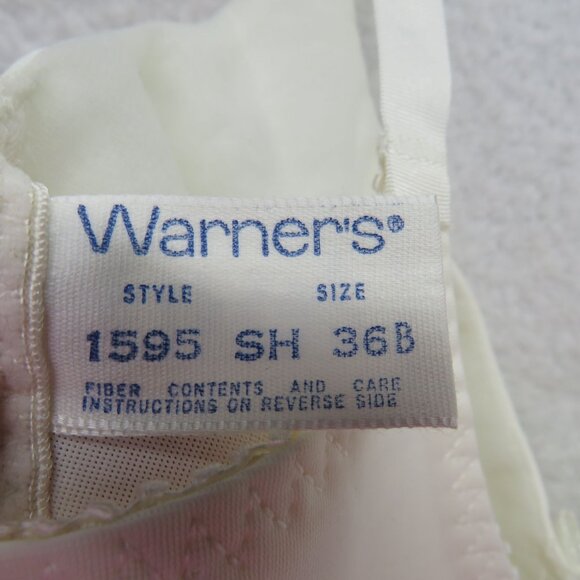 Warner's®
STYLE SIZE
1595 SH 36B
FIBER CONTENTS AND CARE
INSTRUCTIONS ON REVERSE SIDE